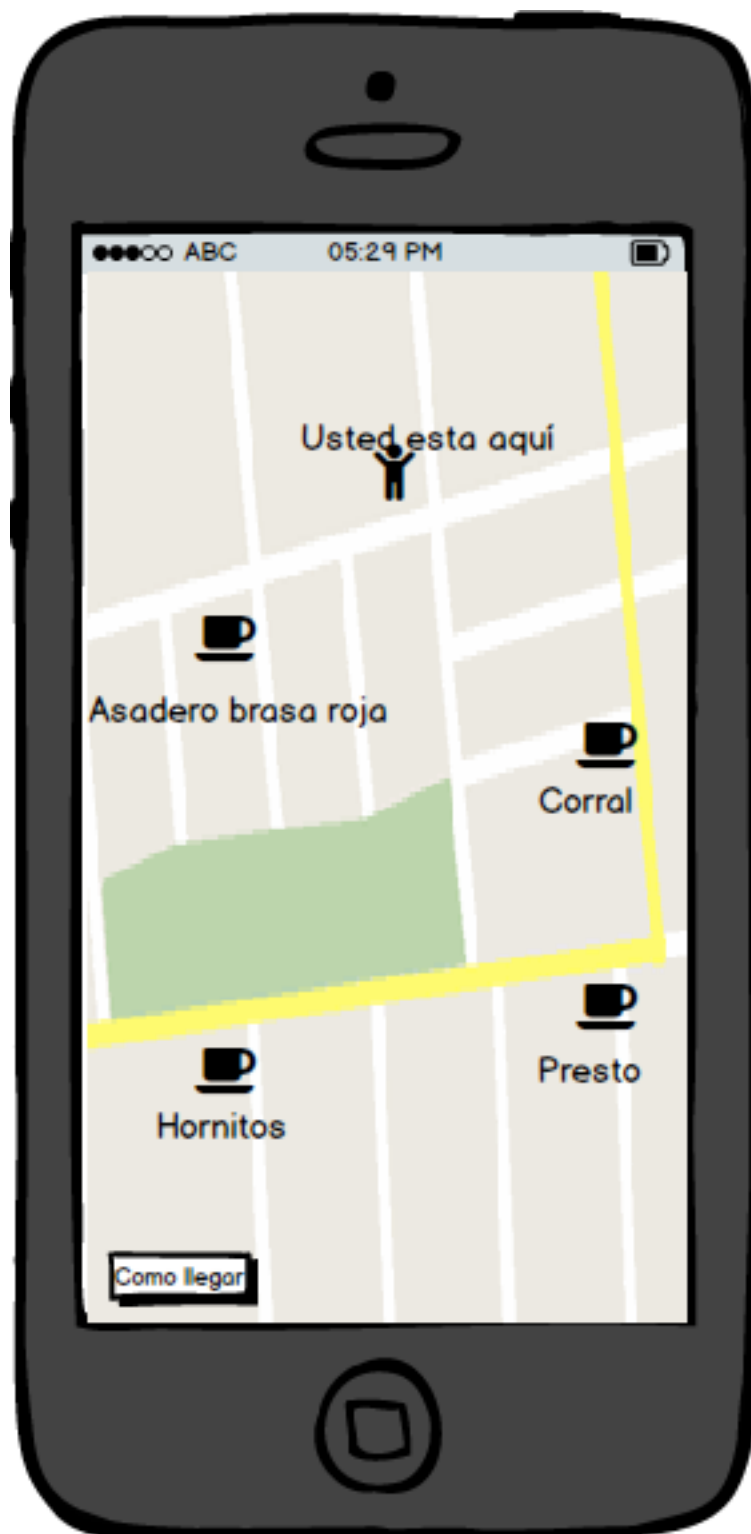 ABC 05:29 PM
Usted esta aquí
Asadero brasa roja
Corral
Presto
Hornitos
Como llegar